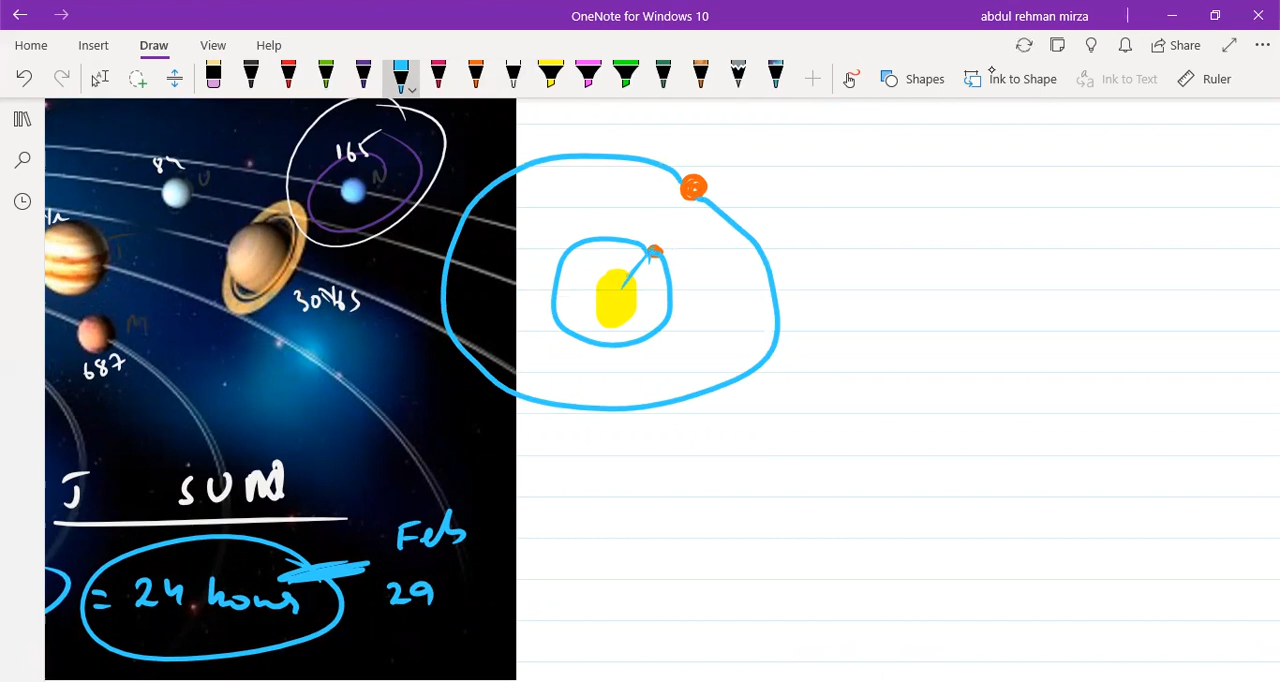 OneNote for Windows 10
abdul rehman mirza
Home Insert Draw View Help
Share
Shapes
Ink to Shape
Ink to Text
Ruler
165
N
84
U
J
30
M
687
J SUN
Feb
= 24 hours
29